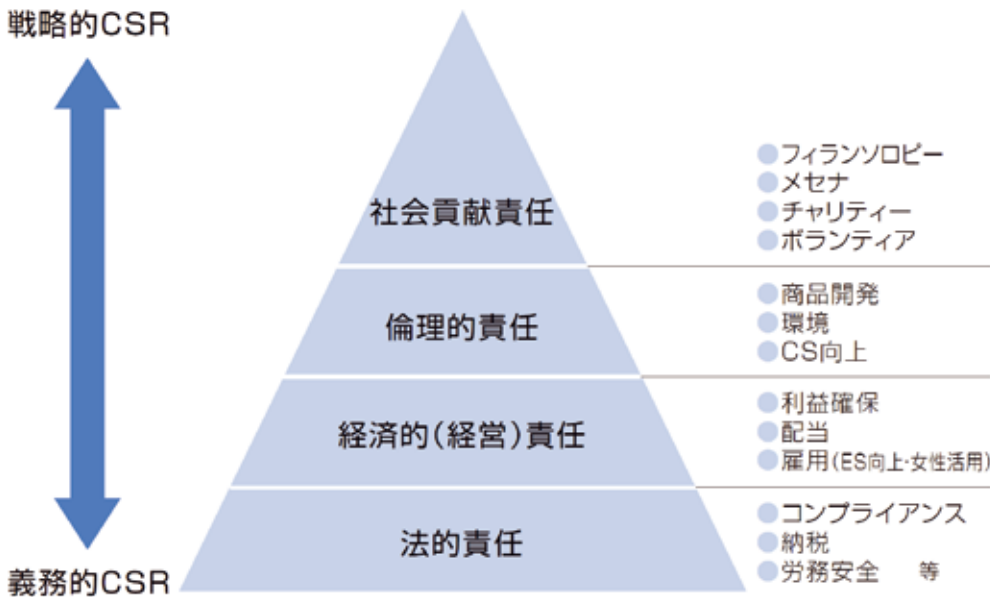 戦略的CSR
社会貢献責任
●フィランソロピー
●メセナ
●チャリティー
●ボランティア
倫理的責任
●商品開発
●環境
●CS向上
経済的(経営)責任
●利益確保
●配当
●雇用(ES向上・女性活用)
法的責任
●コンプライアンス
●納税
●労務安全　等
義務的CSR